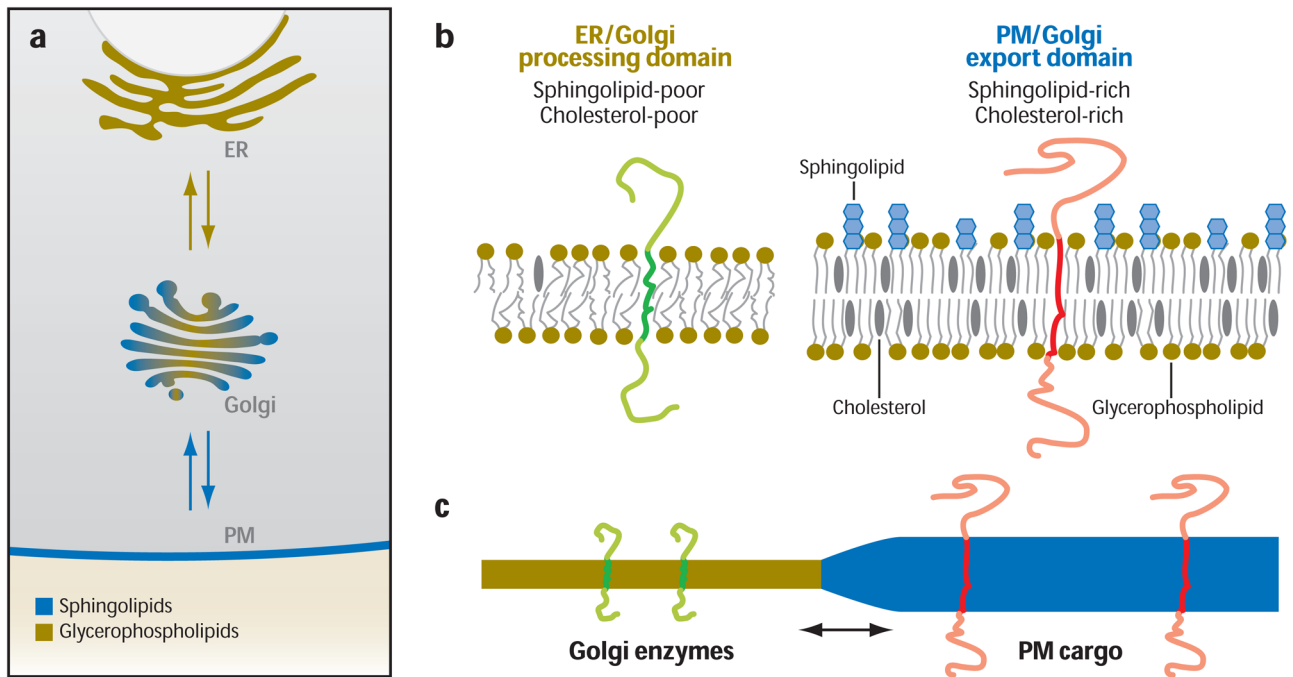 a
ER
Golgi
PM
Sphingolipids
Glycerophospholipids
b
ER/Golgi
processing domain
Sphingolipid-poor
Cholesterol-poor
PM/Golgi
export domain
Sphingolipid-rich
Cholesterol-rich
Sphingolipid
Cholesterol
Glycerophospholipid
c
Golgi enzymes
PM cargo